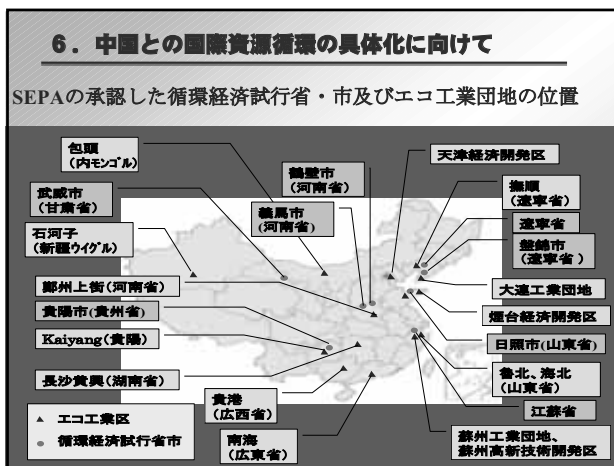 ６．中国との国際資源循環の具体化に向けて
SEPAの承認した循環経済試行省・市及びエコ工業団地の位置
包頭
(内モンゴル)
鶴壁市
(河南省)
天津経済開発区
武威市
(甘粛省)
義馬市
(河南省)
撫順
(遼寧省)
遼寧省
石河子
(新疆ウイグル)
盤錦市
(遼寧省)
鄭州上街(河南省)
大連工業団地
貴陽市(貴州省)
煙台経済開発区
Kaiyang(貴陽)
日照市(山東省)
長沙黄興(湖南省)
魯北、海北
(山東省)
貴港
(広西省)
江蘇省
▲ エコ工業区
● 循環経済試行省市
南海
(広東省)
蘇州工業団地、
蘇州高新技術開発区